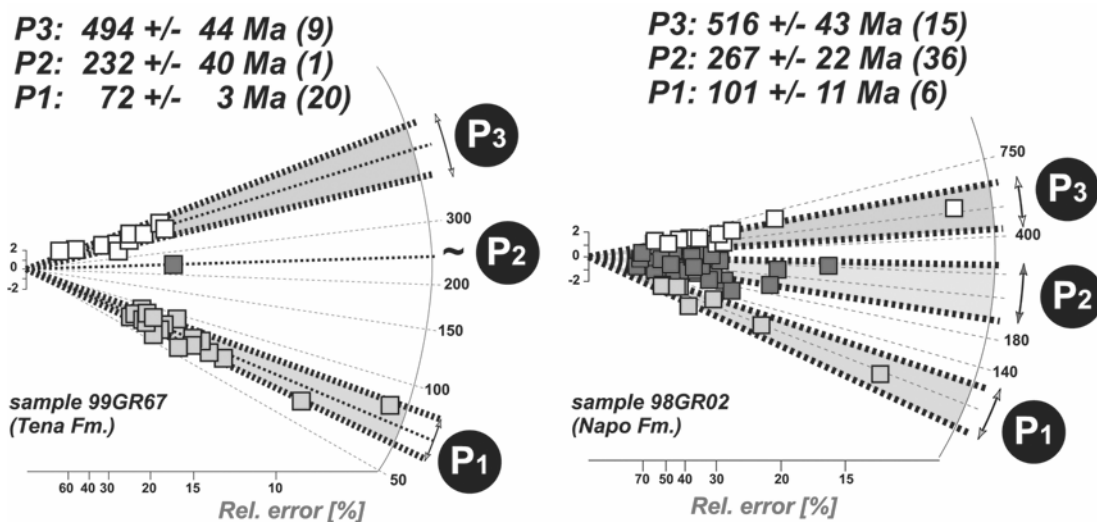 P3: 494 +/- 44 Ma (9)
P2: 232 +/- 40 Ma (1)
P1: 72 +/- 3 Ma (20)
P3
300
2
0
-2
~ P2
200
150
100
sample 99GR67
(Tena Fm.)
P1
50
60 40 30 20 15 10
Rel. error [%]
P3: 516 +/- 43 Ma (15)
P2: 267 +/- 22 Ma (36)
P1: 101 +/- 11 Ma (6)
750
P3
400
2
0
-2
P2
180
140
sample 98GR02
(Napo Fm.)
P1
70 50 40 30 20 15
Rel. error [%]